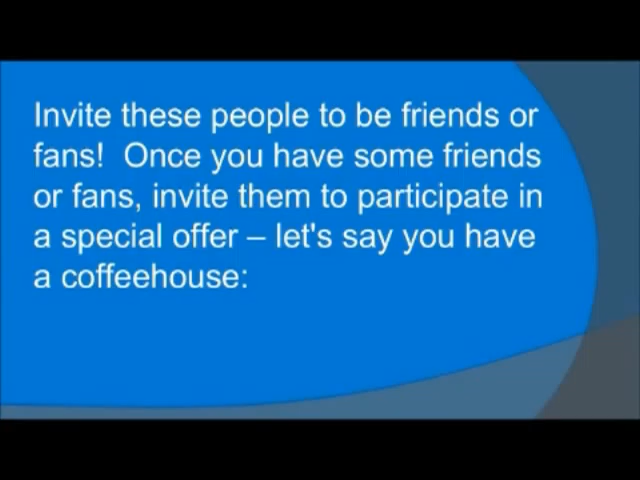 Invite these people to be friends or
fans!  Once you have some friends
or fans, invite them to participate in
a special offer – let's say you have
a coffeehouse: